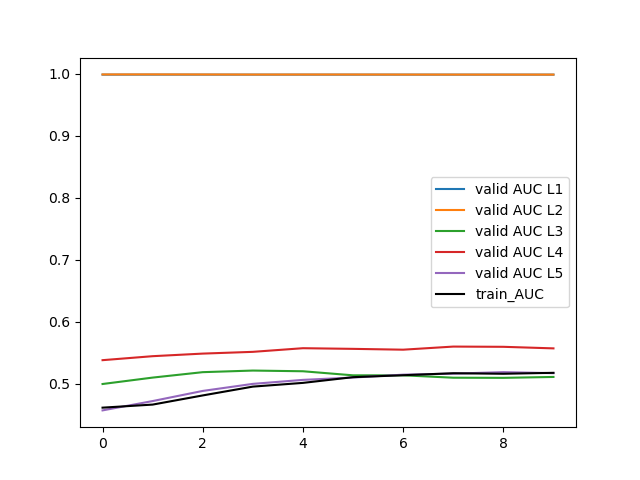 1.0
0.9
0.8
0.7
0.6
0.5
0 2 4 6 8
valid AUC L1
valid AUC L2
valid AUC L3
valid AUC L4
valid AUC L5
train_AUC